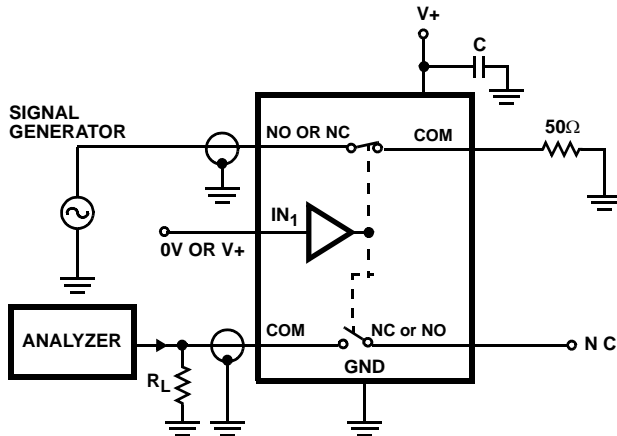 V+
C
SIGNAL
GENERATOR
NO OR NC
COM
50Ω
IN1
0V OR V+
ANALYZER
COM
NC or NO
N C
RL
GND